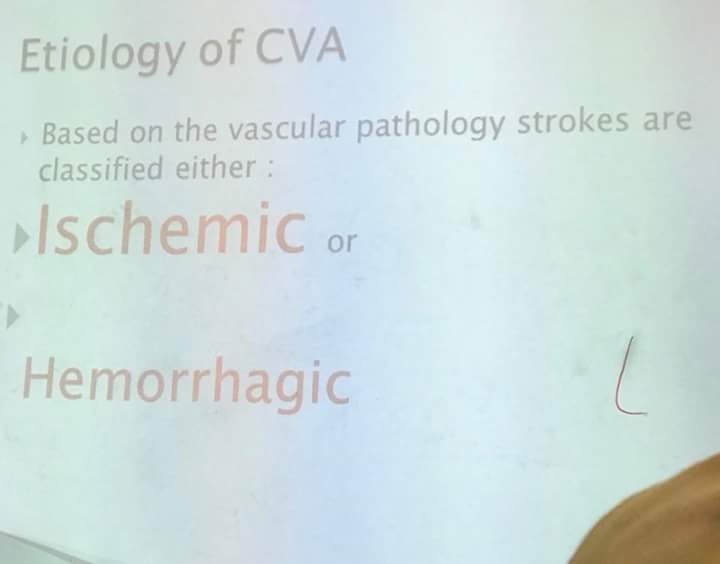 Etiology of CVA
Based on the vascular pathology strokes are
classified either :
Ischemic or
Hemorrhagic